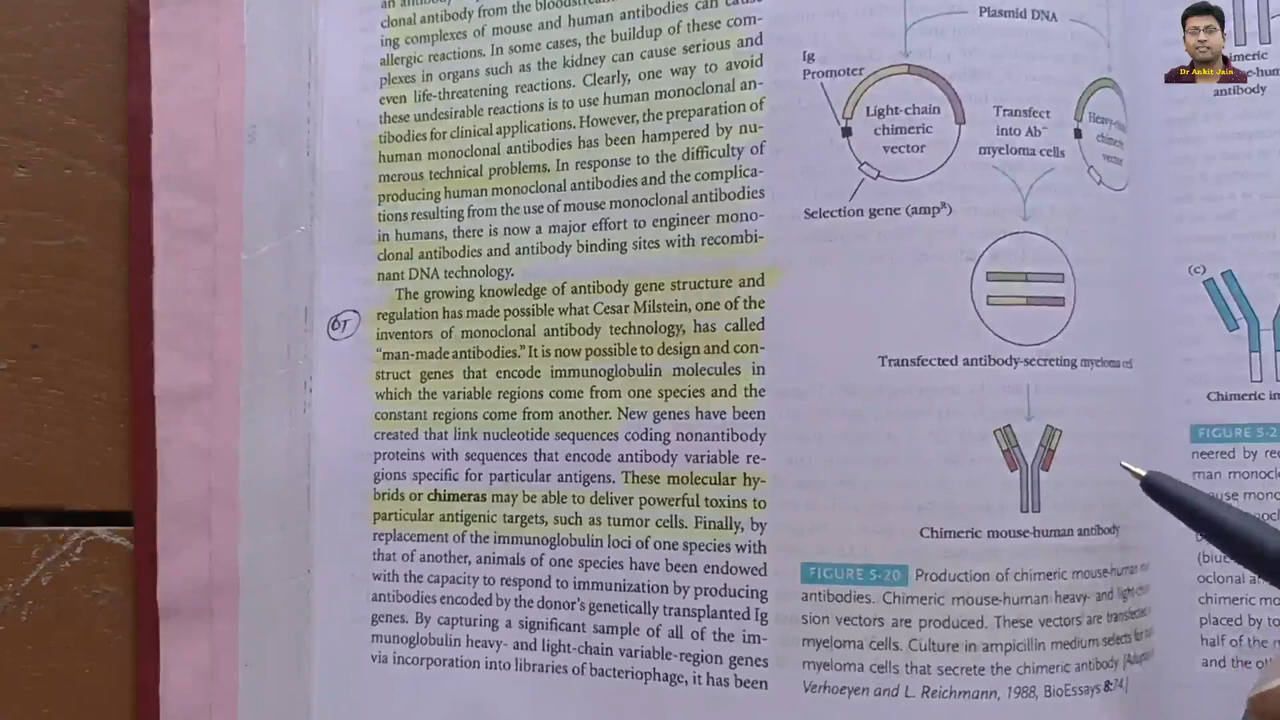 clonal antibody from the
ing complexes of mouse and human antibodies can cause
allergic reactions. In some cases, the buildup of these com-
plexes in organs such as the kidney can cause serious and
even life-threatening reactions. Clearly, one way to avoid
these undesirable reactions is to use human monoclonal an-
tibodies for clinical applications. However, the preparation of
human monoclonal antibodies has been hampered by nu-
merous technical problems. In response to the difficulty of
producing human monoclonal antibodies and the complica-
tions resulting from the use of mouse monoclonal antibodies
in humans, there is now a major effort to engineer mono-
clonal antibodies and antibody binding sites with recombi-
nant DNA technology.
The growing knowledge of antibody gene structure and
regulation has made possible what Cesar Milstein, one of the
inventors of monoclonal antibody technology, has called
"man-made antibodies." It is now possible to design and con-
struct genes that encode immunoglobulin molecules in
which the variable regions come from one species and the
constant regions come from another. New genes have been
created that link nucleotide sequences coding nonantibody
proteins with sequences that encode antibody variable re-
gions specific for particular antigens. These molecular hy-
brids or chimeras may be able to deliver powerful toxins to
particular antigenic targets, such as tumor cells. Finally, by
replacement of the immunoglobulin loci of one species with
that of another, animals of one species have been endowed
with the capacity to respond to immunization by producing
antibodies encoded by the donor's genetically transplanted Ig
genes. By capturing a significant sample of all of the im-
munoglobulin heavy- and light-chain variable-region genes
via incorporation into libraries of bacteriophage, it has been
Plasmid DNA
Ig
Promoter
Light-chain
chimeric
vector
Transfect
into Ab⁻
myeloma cells
Heavy-
chimeric
vector
Selection gene (ampᴿ)
Transfected antibody-secreting myeloma cell
Chimeric mouse-human antibody
FIGURE 5-20 Production of chimeric mouse-human
antibodies. Chimeric mouse-human heavy- and light-
sion vectors are produced. These vectors are transfected
myeloma cells. Culture in ampicillin medium selects for
myeloma cells that secrete the chimeric antibody.
Verhoeyen and L. Reichmann, 1988, BioEssays 8:74.]
Dr Ankit Jain
antibody
(c)
Chimeric
FIGURE 5-2
neered by
man
oclonal
chimeric
placed by
half of the
and the